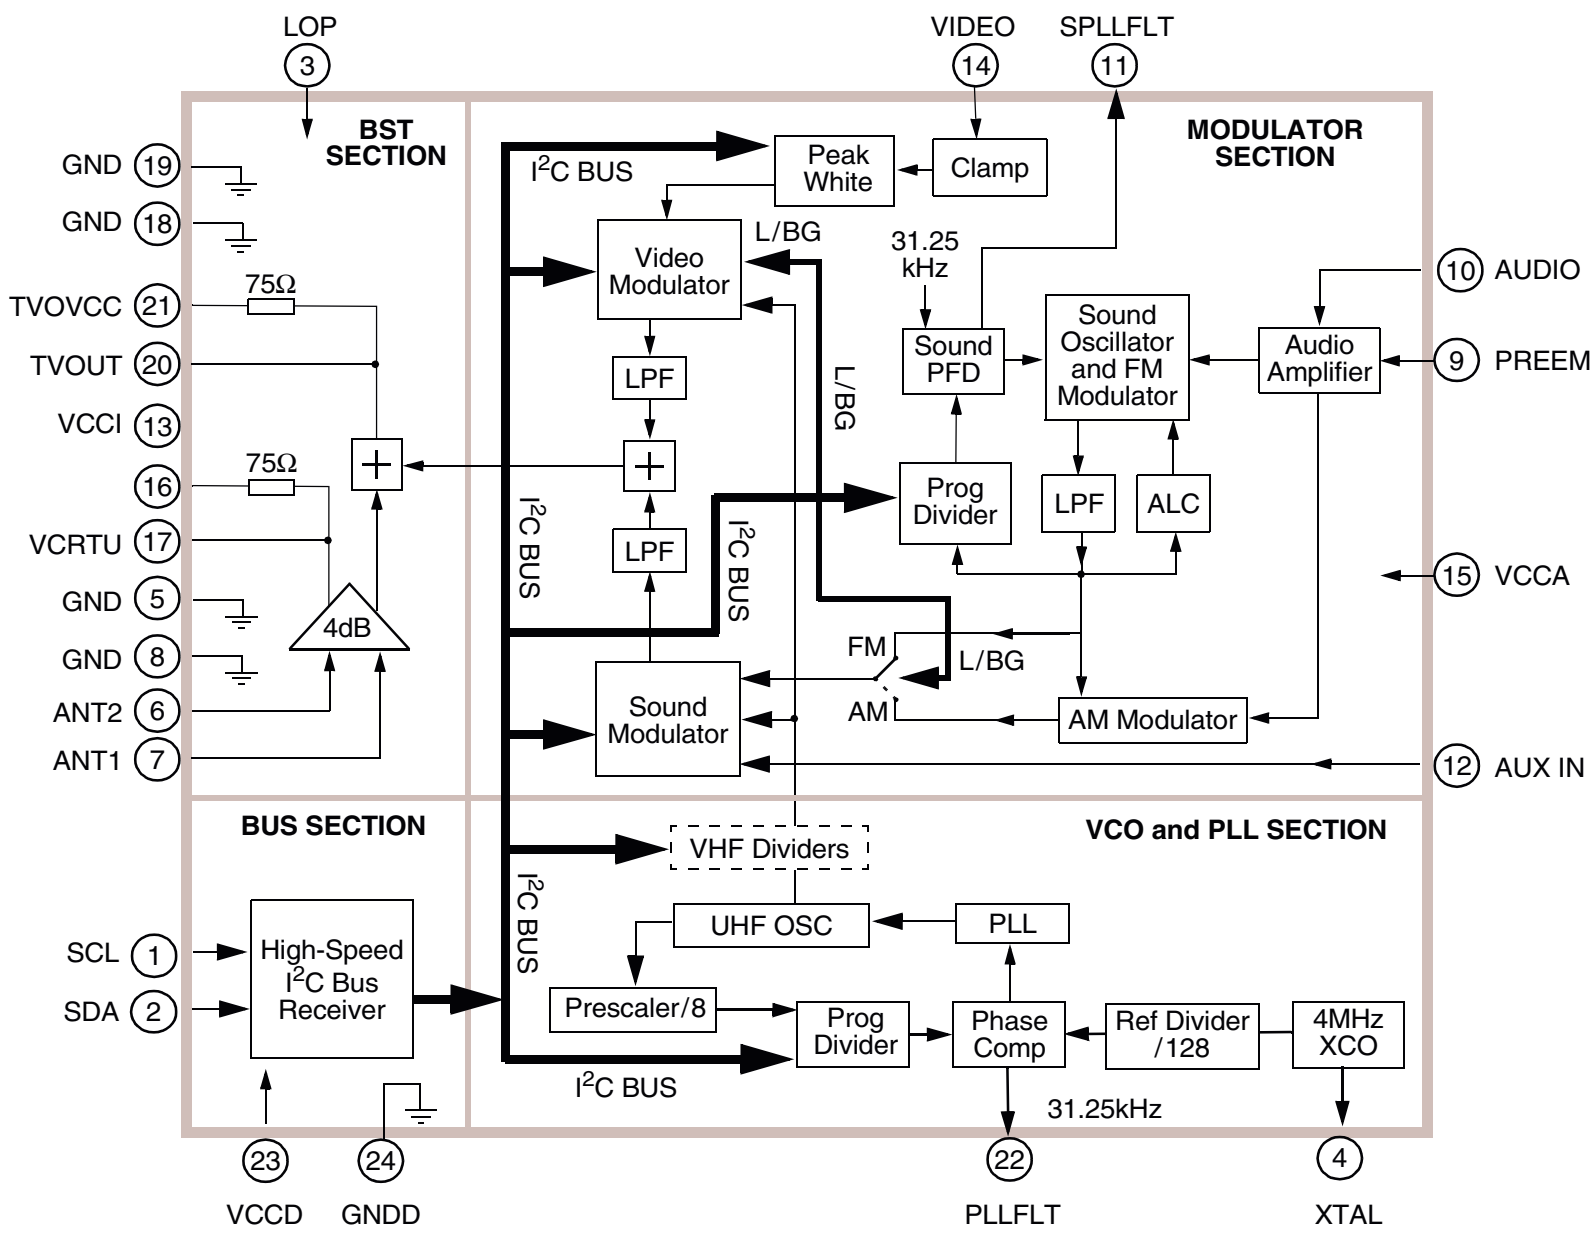 LOP
3
VIDEO
14
SPLLFLT
11
BST
SECTION
MODULATOR
SECTION
GND 19
GND 18
TVOVCC 21
75Ω
TVOUT 20
VCCI 13
16
75Ω
VCRTU 17
GND 5
GND 8
ANT2 6
ANT1 7
4dB
I²C BUS
Peak
White
Clamp
L/BG
Video
Modulator
31.25
kHz
LPF
L/BG
Sound
PFD
Sound
Oscillator
and FM
Modulator
Audio
Amplifier
10 AUDIO
9 PREEM
I²C BUS
I²C BUS
Prog
Divider
LPF
ALC
LPF
15 VCCA
FM
L/BG
AM
Sound
Modulator
AM Modulator
12 AUX IN
BUS SECTION
VCO and PLL SECTION
VHF Dividers
I²C BUS
UHF OSC
PLL
SCL 1
SDA 2
High-Speed
I²C Bus
Receiver
Prescaler/8
Prog
Divider
Phase
Comp
Ref Divider
/128
4MHz
XCO
I²C BUS
31.25kHz
23
VCCD
24
GNDD
22
PLLFLT
4
XTAL